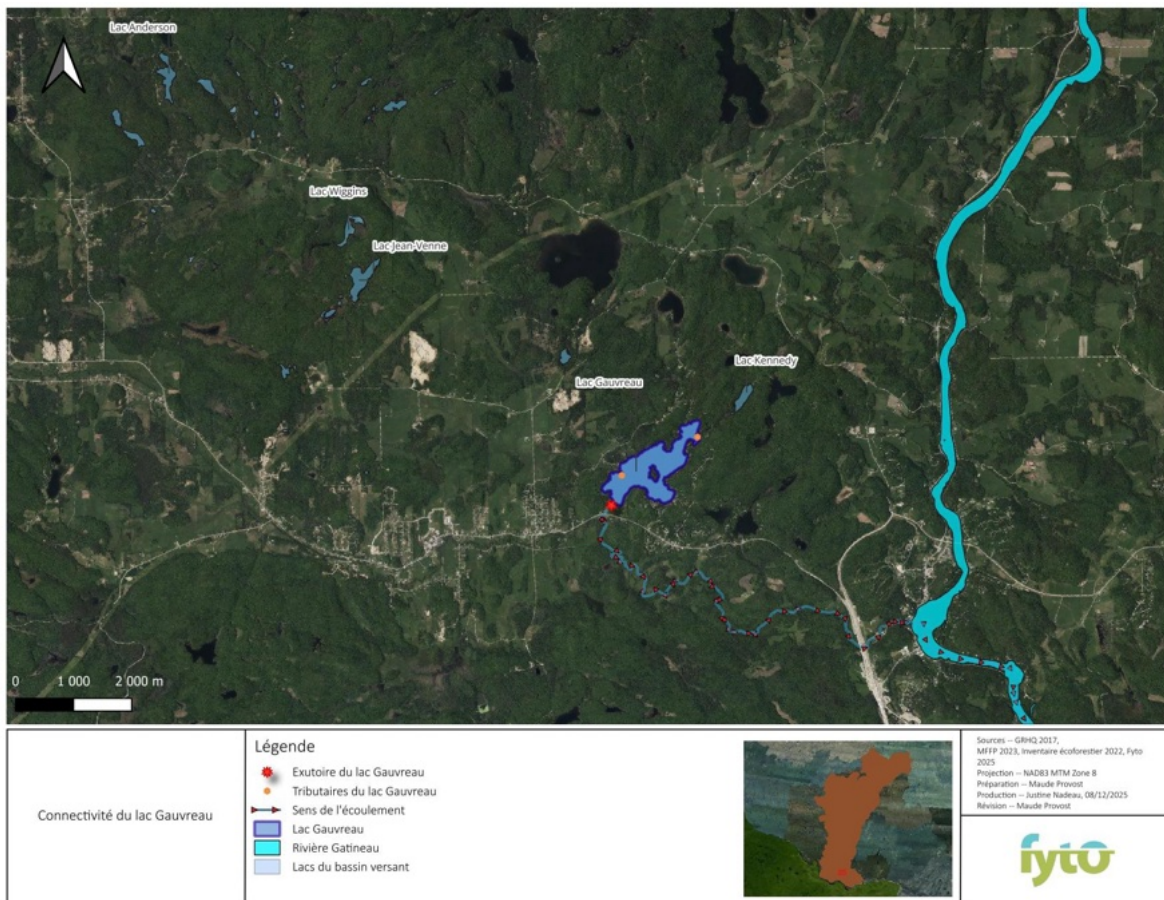 Lac Anderson
Lac Wiggins
Lac Jean-Venne
Lac Kennedy
Lac Gauvreau
0 1 000 2 000 m
Connectivité du lac Gauvreau
Légende
Exutoire du lac Gauvreau
Tributaires du lac Gauvreau
Sens de l'écoulement
Lac Gauvreau
Rivière Gatineau
Lacs du bassin versant
Sources -- GRHQ 2017,
MFFP 2023, Inventaire écoforestier 2022, Fyto
2025
Projection -- NAD83 MTM Zone 8
Préparation -- Maude Provost
Production -- Justine Nadeau, 08/12/2025
Révision -- Maude Provost
fyto